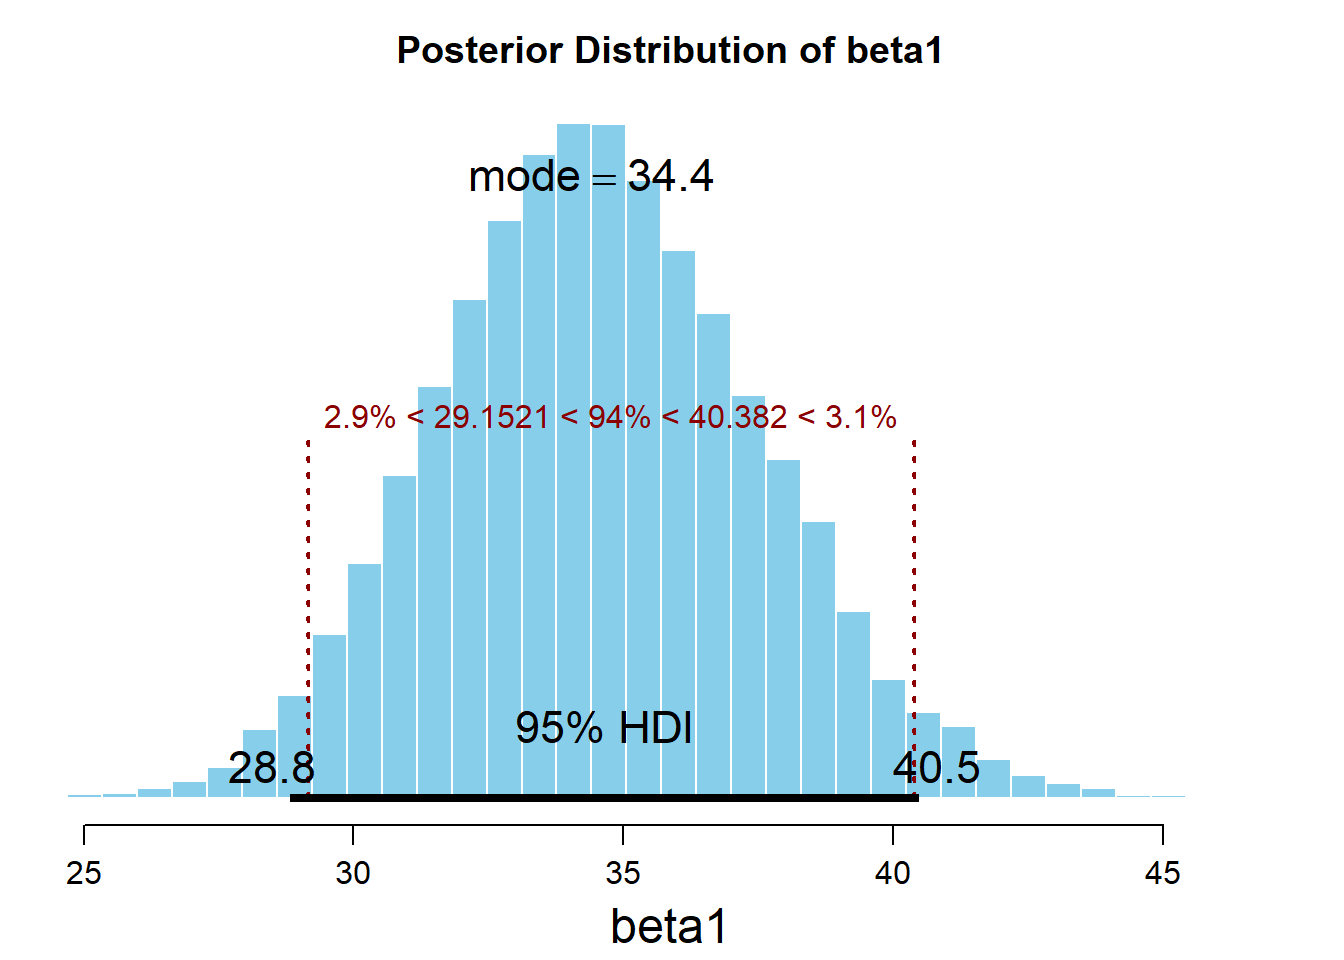 Posterior Distribution of beta1
mode = 34.4
2.9% < 29.1521 < 94% < 40.382 < 3.1%
95% HDI
28.8 40.5
25 30 35 40 45
beta1